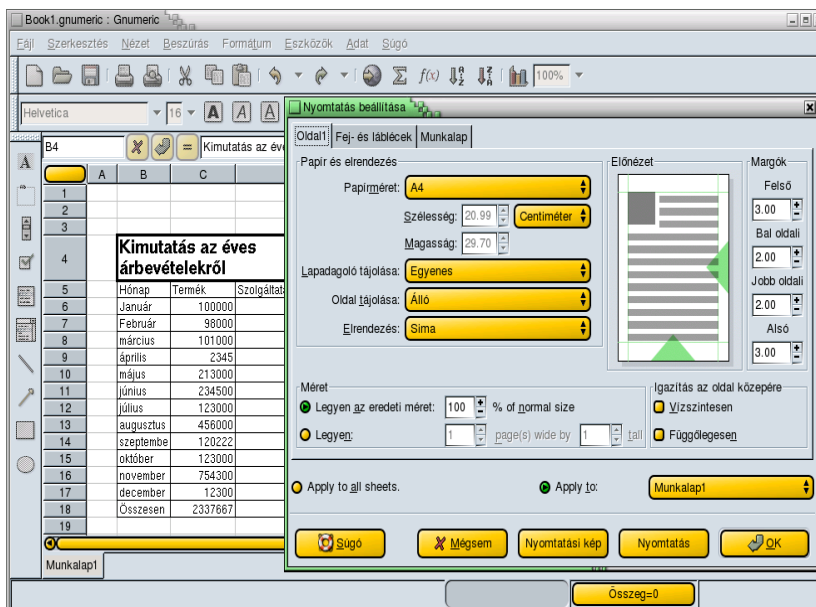 Book1.gnumeric : Gnumeric
Fájl Szerkesztés Nézet Beszúrás Formátum Eszközök Adat Súgó
f(x) 100%
Helvetica 16 A A A
B4 = Kimutatás az éve
A B C
1
2
3
4 Kimutatás az éves
árbevételekről
5 Hónap Termék Szolgáltatá
6 Január 100000
7 Február 98000
8 március 101000
9 április 2345
10 május 213000
11 június 234500
12 július 123000
13 augusztus 456000
14 szeptembe 120222
15 október 123000
16 november 754300
17 december 12300
18 Összesen 2337667
19
Munkalap1
Összeg=0
Nyomtatás beállítása
Oldal1 Fej- és láblécek Munkalap
Papír és elrendezés
Papírméret: A4
Szélesség: 20.99 Centiméter
Magasság: 29.70
Lapadagoló tájolása: Egyenes
Oldal tájolása: Álló
Elrendezés: Sima
Előnézet
Margók
Felső
3.00
Bal oldali
2.00
Jobb oldali
2.00
Alsó
3.00
Méret
Legyen az eredeti méret: 100 % of normal size
Legyen: 1 page(s) wide by 1 tall
Igazítás az oldal közepére
Vízszintesen
Függőlegesen
Apply to all sheets. Apply to: Munkalap1
Súgó Mégsem Nyomtatási kép Nyomtatás OK